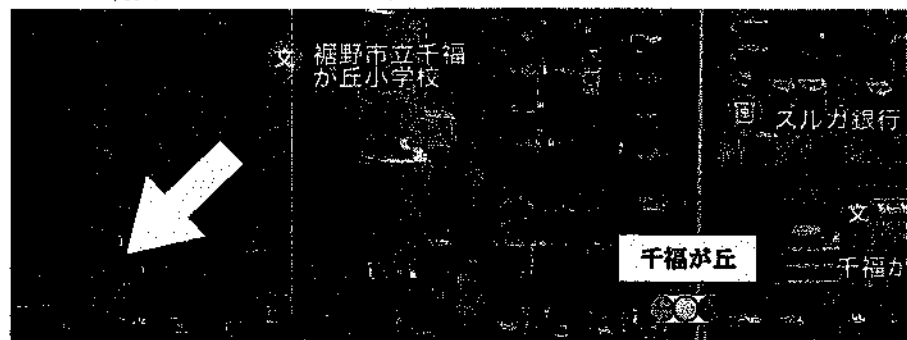 文
裾野市立千福
が丘小学校
スルガ銀行
文
千福が丘
千福が